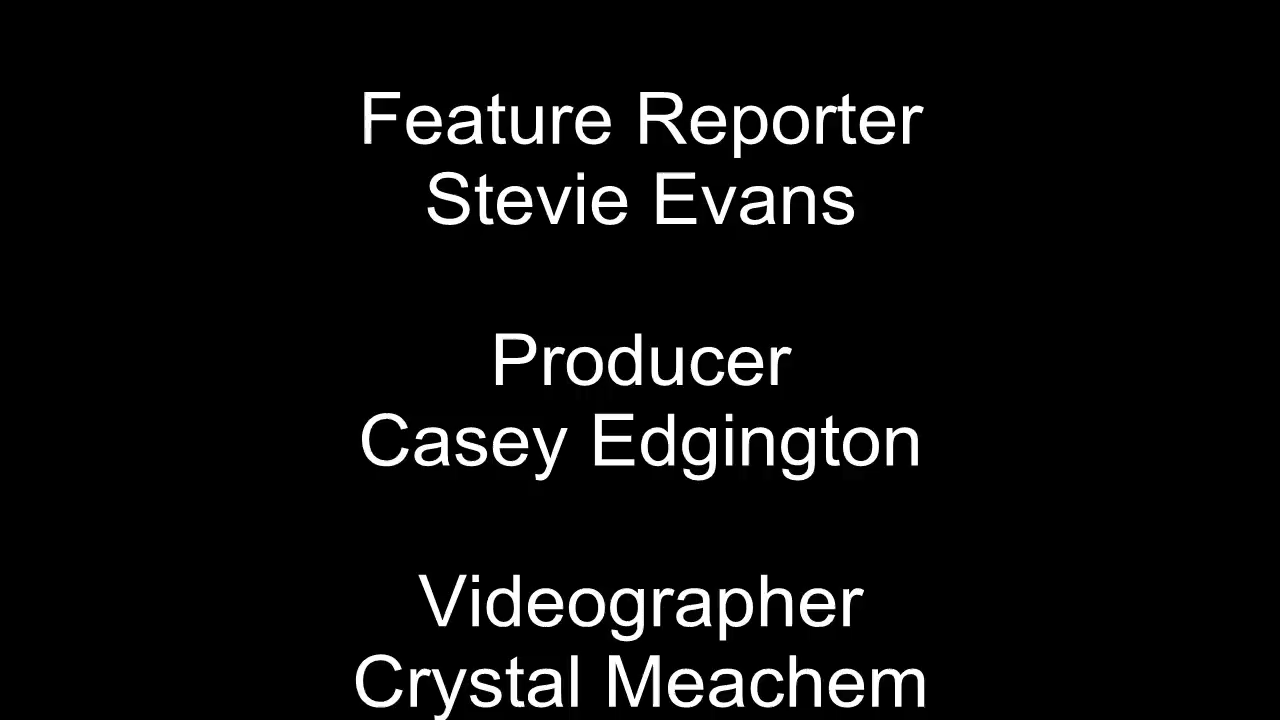 Feature Reporter
Stevie Evans
Producer
Casey Edgington
Videographer
Crystal Meachem